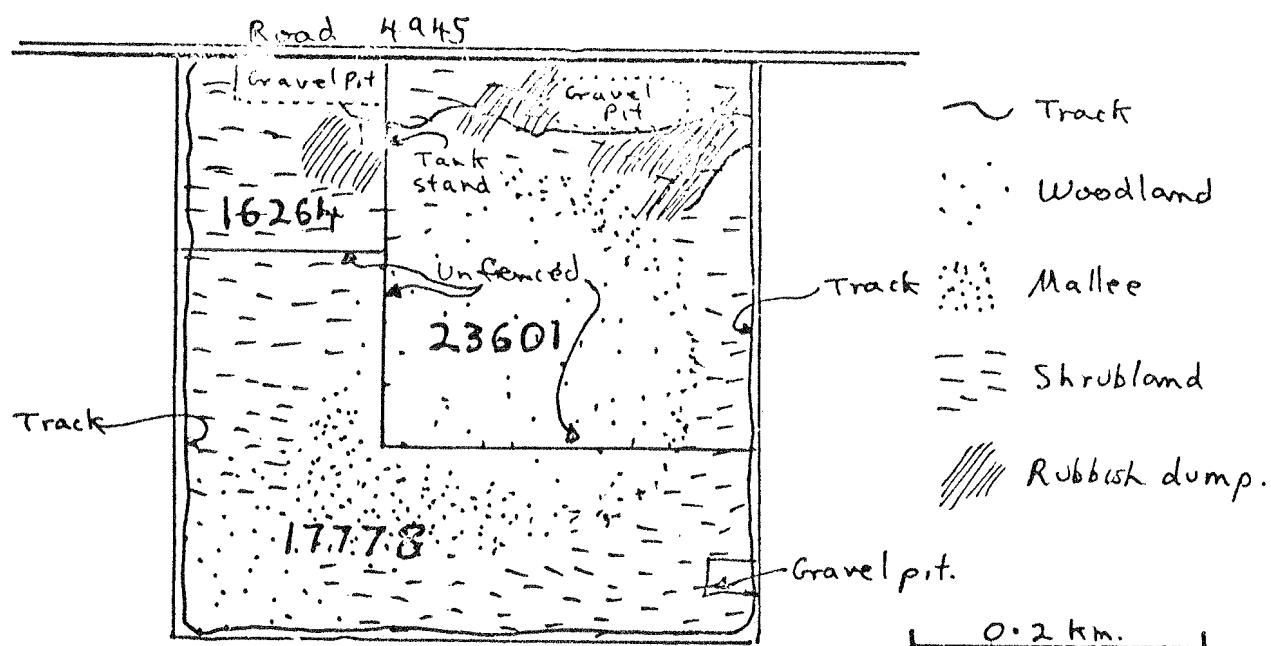 Road 4945
Gravel pit
Gravel
Pit
Tank
stand
16264
Unfenced
23601
Track
Track
17778
Gravel pit.
Track
Woodland
Mallee
Shrubland
Rubbish dump.
0.2 km.